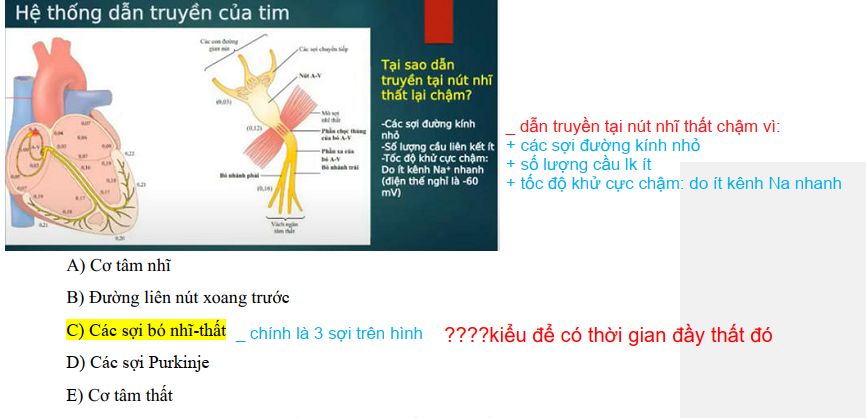 Hệ thống dẫn truyền của tim
Các con đường
gian nút
Các sợi chuyển tiếp
Nút A-V
(0,03)
(0,12)
Mô sợi
nhĩ thất
Phần chọc thủng
của bó A-V
Phần xa của
bó A-V
Bó nhánh trái
Bó nhánh phải
(0,16)
Vách ngăn
tâm thất
Tại sao dẫn
truyền tại nút nhĩ
thất lại chậm?
-Các sợi đường kính
nhỏ
-Số lượng cầu liên kết ít
-Tốc độ khử cực chậm:
Do ít kênh Na⁺ nhanh
(điện thế nghỉ là -60
mV)
_ dẫn truyền tại nút nhĩ thất chậm vì:
+ các sợi đường kính nhỏ
+ số lượng cầu lk ít
+ tốc độ khử cực chậm: do ít kênh Na nhanh
A) Cơ tâm nhĩ
B) Đường liên nút xoang trước
C) Các sợi bó nhĩ-thất _ chính là 3 sợi trên hình ????kiểu để có thời gian đầy thất đó
D) Các sợi Purkinje
E) Cơ tâm thất